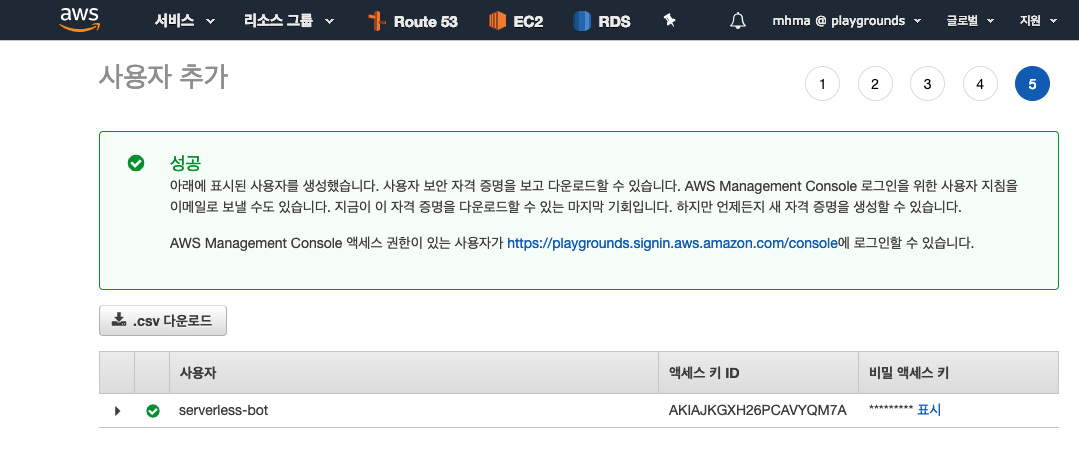 aws 서비스 리소스 그룹 Route 53 EC2 RDS mhma @ playgrounds 글로벌 지원
사용자 추가 1 2 3 4 5
성공
아래에 표시된 사용자를 생성했습니다. 사용자 보안 자격 증명을 보고 다운로드할 수 있습니다. AWS Management Console 로그인을 위한 사용자 지침을
이메일로 보낼 수도 있습니다. 지금이 이 자격 증명을 다운로드할 수 있는 마지막 기회입니다. 하지만 언제든지 새 자격 증명을 생성할 수 있습니다.
AWS Management Console 액세스 권한이 있는 사용자가 https://playgrounds.signin.aws.amazon.com/console에 로그인할 수 있습니다.
.csv 다운로드
사용자 액세스 키 ID 비밀 액세스 키
serverless-bot AKIAJKGXH26PCAVYQM7A ********* 표시